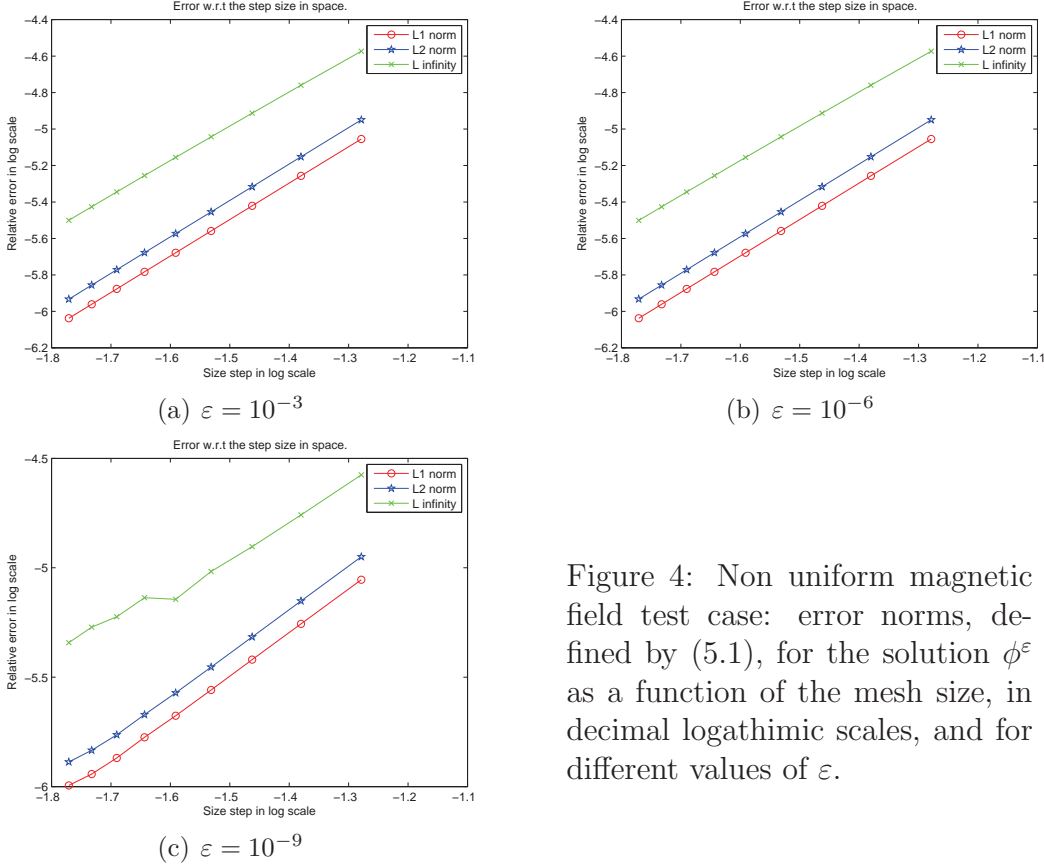 Error w.r.t the step size in space.
L1 norm
L2 norm
L infinity
Relative error in log scale
−4.4
−4.6
−4.8
−5
−5.2
−5.4
−5.6
−5.8
−6
−6.2
−1.8
−1.7
−1.6
−1.5
−1.4
−1.3
−1.2
−1.1
Size step in log scale
(a) ε = 10−3
Error w.r.t the step size in space.
L1 norm
L2 norm
L infinity
Relative error in log scale
−4.4
−4.6
−4.8
−5
−5.2
−5.4
−5.6
−5.8
−6
−6.2
−1.8
−1.7
−1.6
−1.5
−1.4
−1.3
−1.2
−1.1
Size step in log scale
(b) ε = 10−6
Error w.r.t the step size in space.
L1 norm
L2 norm
L infinity
Relative error in log scale
−4.5
−5
−5.5
−6
−1.8
−1.7
−1.6
−1.5
−1.4
−1.3
−1.2
−1.1
Size step in log scale
(c) ε = 10−9
Figure 4: Non uniform magnetic
field test case: error norms, de-
fined by (5.1), for the solution ϕε
as a function of the mesh size, in
decimal logathimic scales, and for
different values of ε.